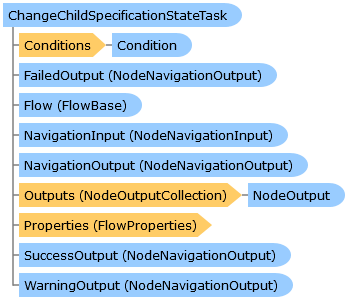 ChangeChildSpecificationStateTask
Conditions Condition
FailedOutput (NodeNavigationOutput)
Flow (FlowBase)
NavigationInput (NodeNavigationInput)
NavigationOutput (NodeNavigationOutput)
Outputs (NodeOutputCollection) NodeOutput
Properties (FlowProperties)
SuccessOutput (NodeNavigationOutput)
WarningOutput (NodeNavigationOutput)